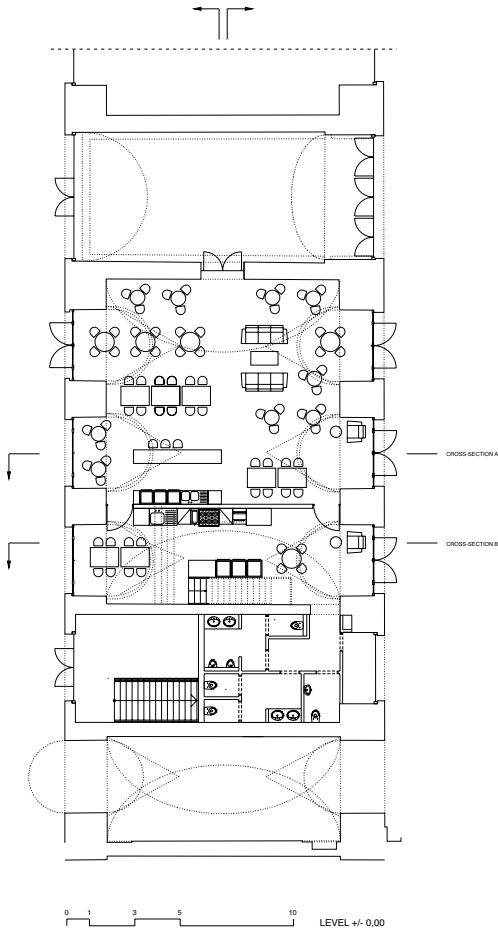 CROSS-SECTION A
CROSS-SECTION B
0 1 3 5 10
LEVEL +/- 0,00